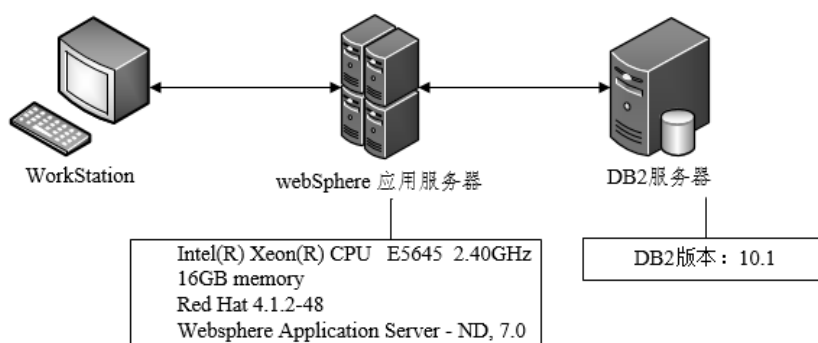 WorkStation
webSphere 应用服务器
DB2服务器
Intel(R) Xeon(R) CPU E5645 2.40GHz
16GB memory
Red Hat 4.1.2-48
Websphere Application Server - ND, 7.0
DB2版本：10.1